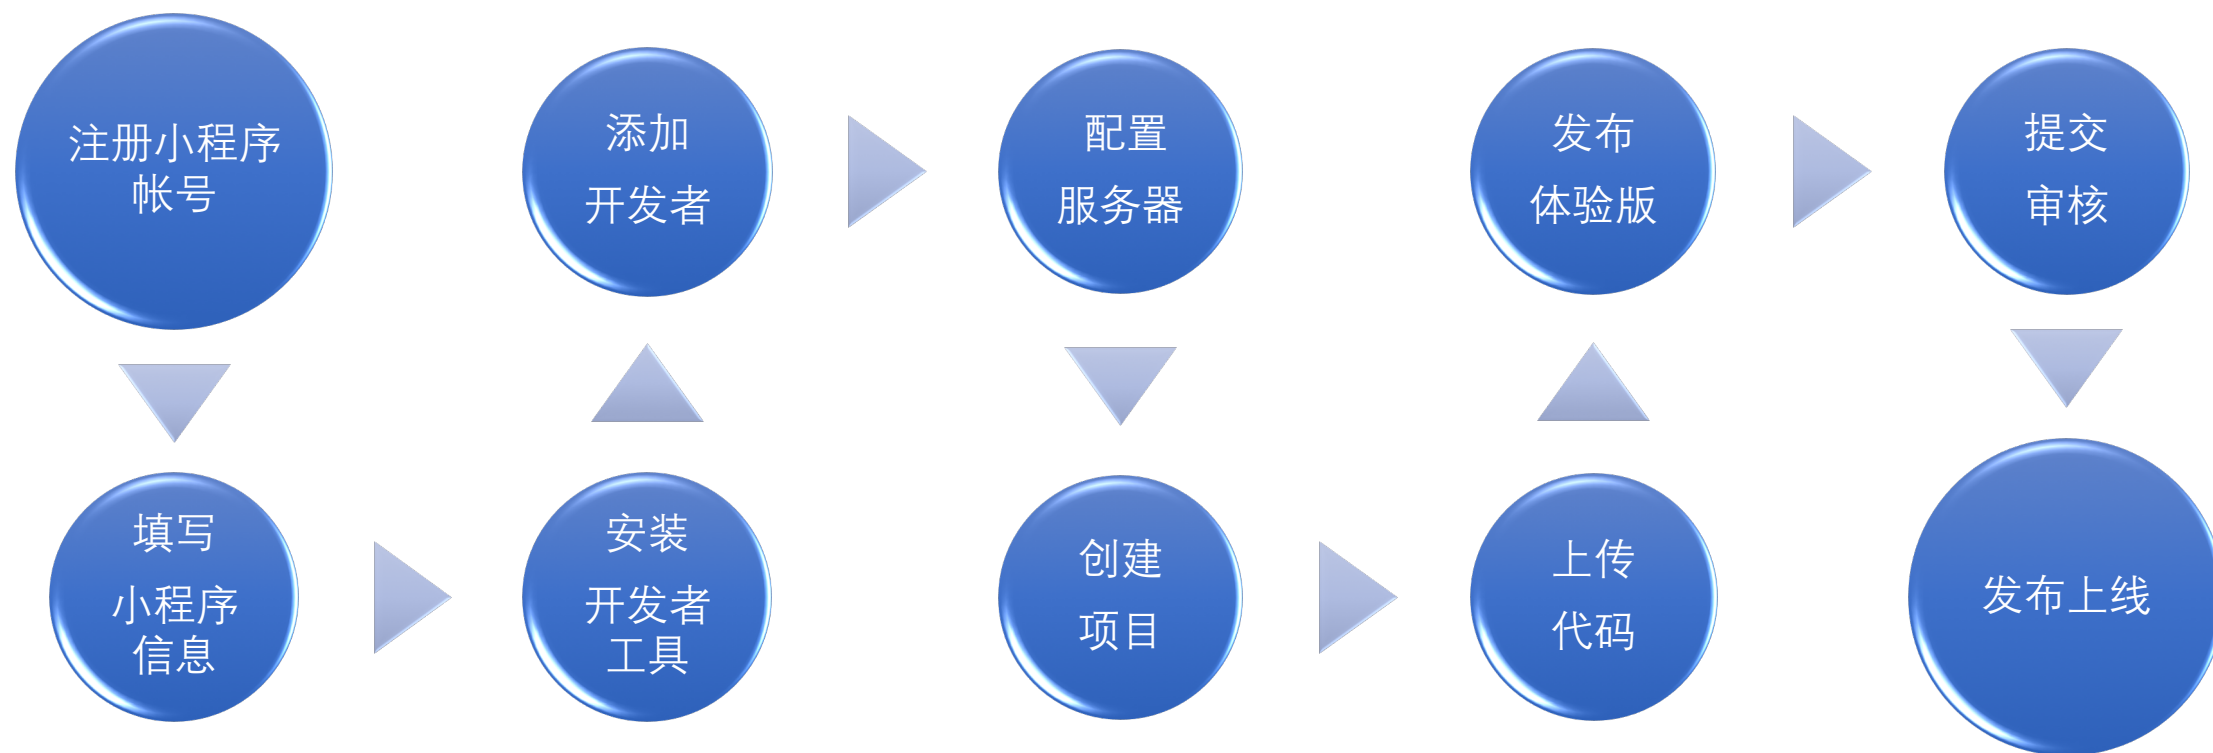 注册小程序
帐号
填写
小程序
信息
安装
开发者
工具
添加
开发者
配置
服务器
创建
项目
上传
代码
发布
体验版
提交
审核
发布上线